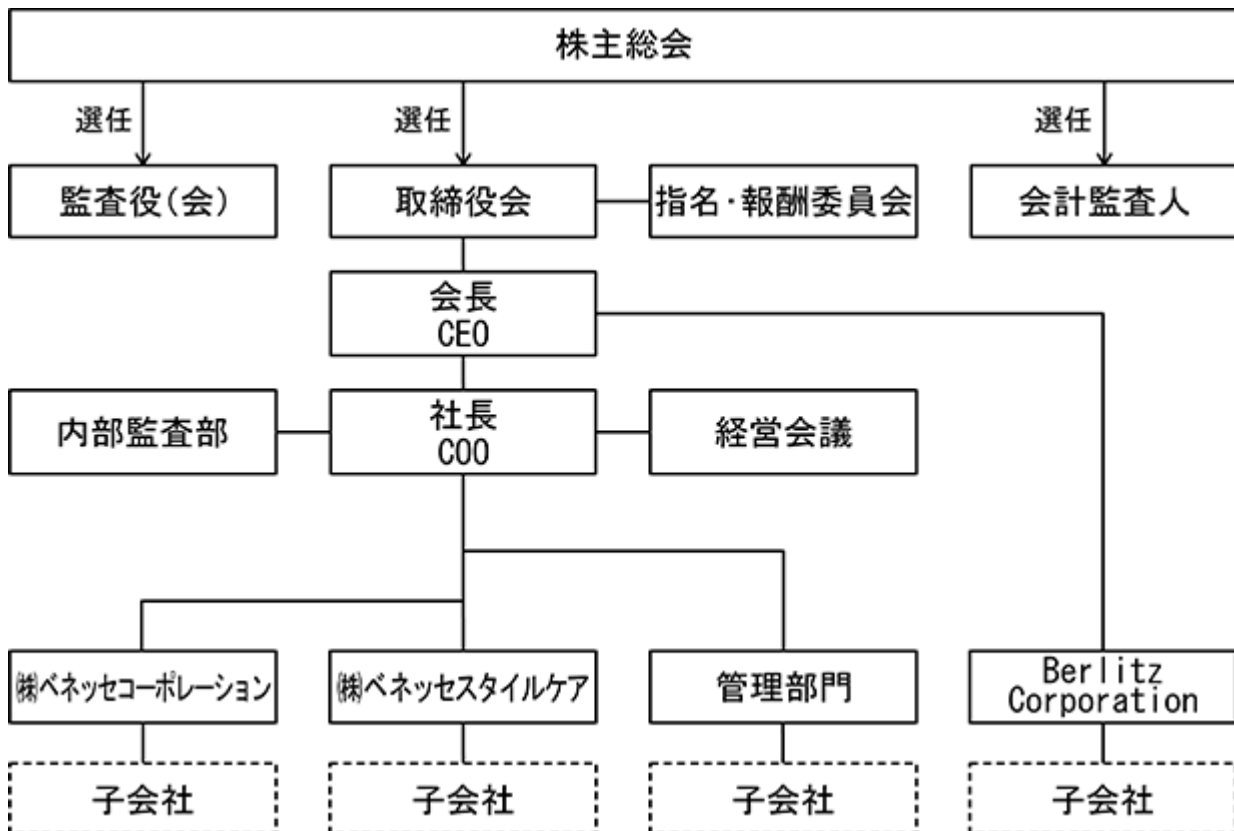 株主総会
選任
選任
選任
監査役(会)
取締役会
指名・報酬委員会
会計監査人
会長
CEO
内部監査部
社長
COO
経営会議
㈱ベネッセコーポレーション
㈱ベネッセスタイルケア
管理部門
Berlitz
Corporation
子会社
子会社
子会社
子会社